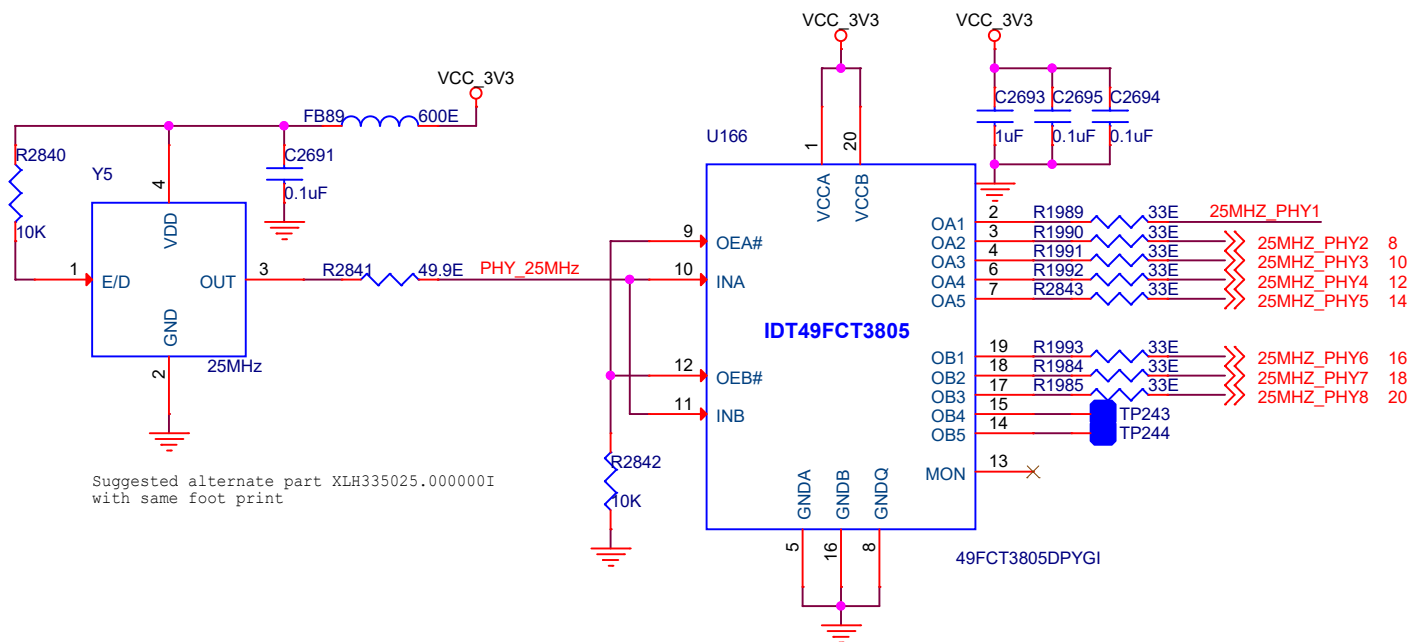 VCC_3V3
FB89 600E
R2840
10K
C2691
0.1uF
Y5
4
VDD
1
E/D
OUT
3
GND
2
25MHz
R2841 49.9E
PHY_25MHz
Suggested alternate part XLH335025.000000I
with same foot print
R2842
10K
VCC_3V3
VCC_3V3
C2693
1uF
C2695
0.1uF
C2694
0.1uF
U166
1
20
VCCA
VCCB
9
OEA#
10
INA
12
OEB#
11
INB
IDT49FCT3805
OA1 2 R1989 33E 25MHZ_PHY1
OA2 3 R1990 33E 25MHZ_PHY2 8
OA3 4 R1991 33E 25MHZ_PHY3 10
OA4 6 R1992 33E 25MHZ_PHY4 12
OA5 7 R2843 33E 25MHZ_PHY5 14
OB1 19 R1993 33E 25MHZ_PHY6 16
OB2 18 R1984 33E 25MHZ_PHY7 18
OB3 17 R1985 33E 25MHZ_PHY8 20
OB4 15 TP243
OB5 14 TP244
MON 13
GNDA
GNDB
GNDQ
5
16
8
49FCT3805DPYGI